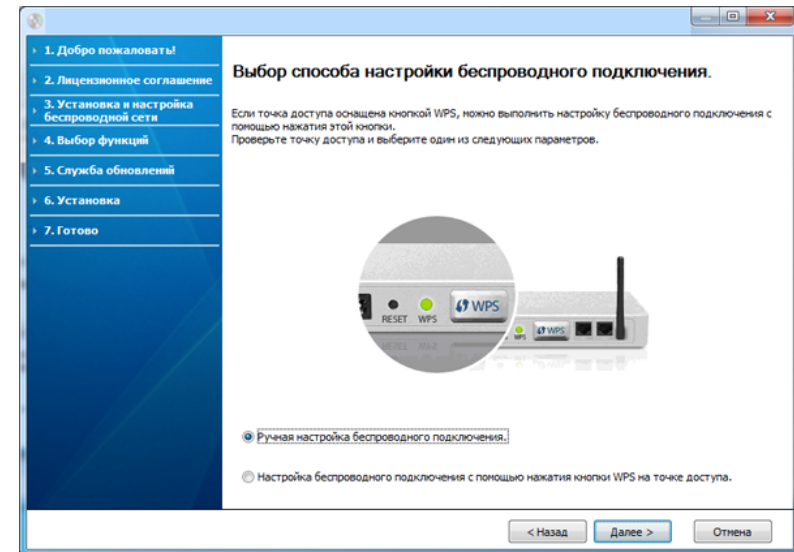 1. Добро пожаловать!
2. Лицензионное соглашение
3. Установка и настройка
беспроводной сети
4. Выбор функций
5. Служба обновлений
6. Установка
7. Готово
Выбор способа настройки беспроводного подключения.
Если точка доступа оснащена кнопкой WPS, можно выполнить настройку беспроводного подключения с
помощью нажатия этой кнопки.
Проверьте точку доступа и выберите один из следующих параметров.
RESET WPS WPS
WPS WPS
Ручная настройка беспроводного подключения.
Настройка беспроводного подключения с помощью нажатия кнопки WPS на точке доступа.
< Назад Далее > Отмена